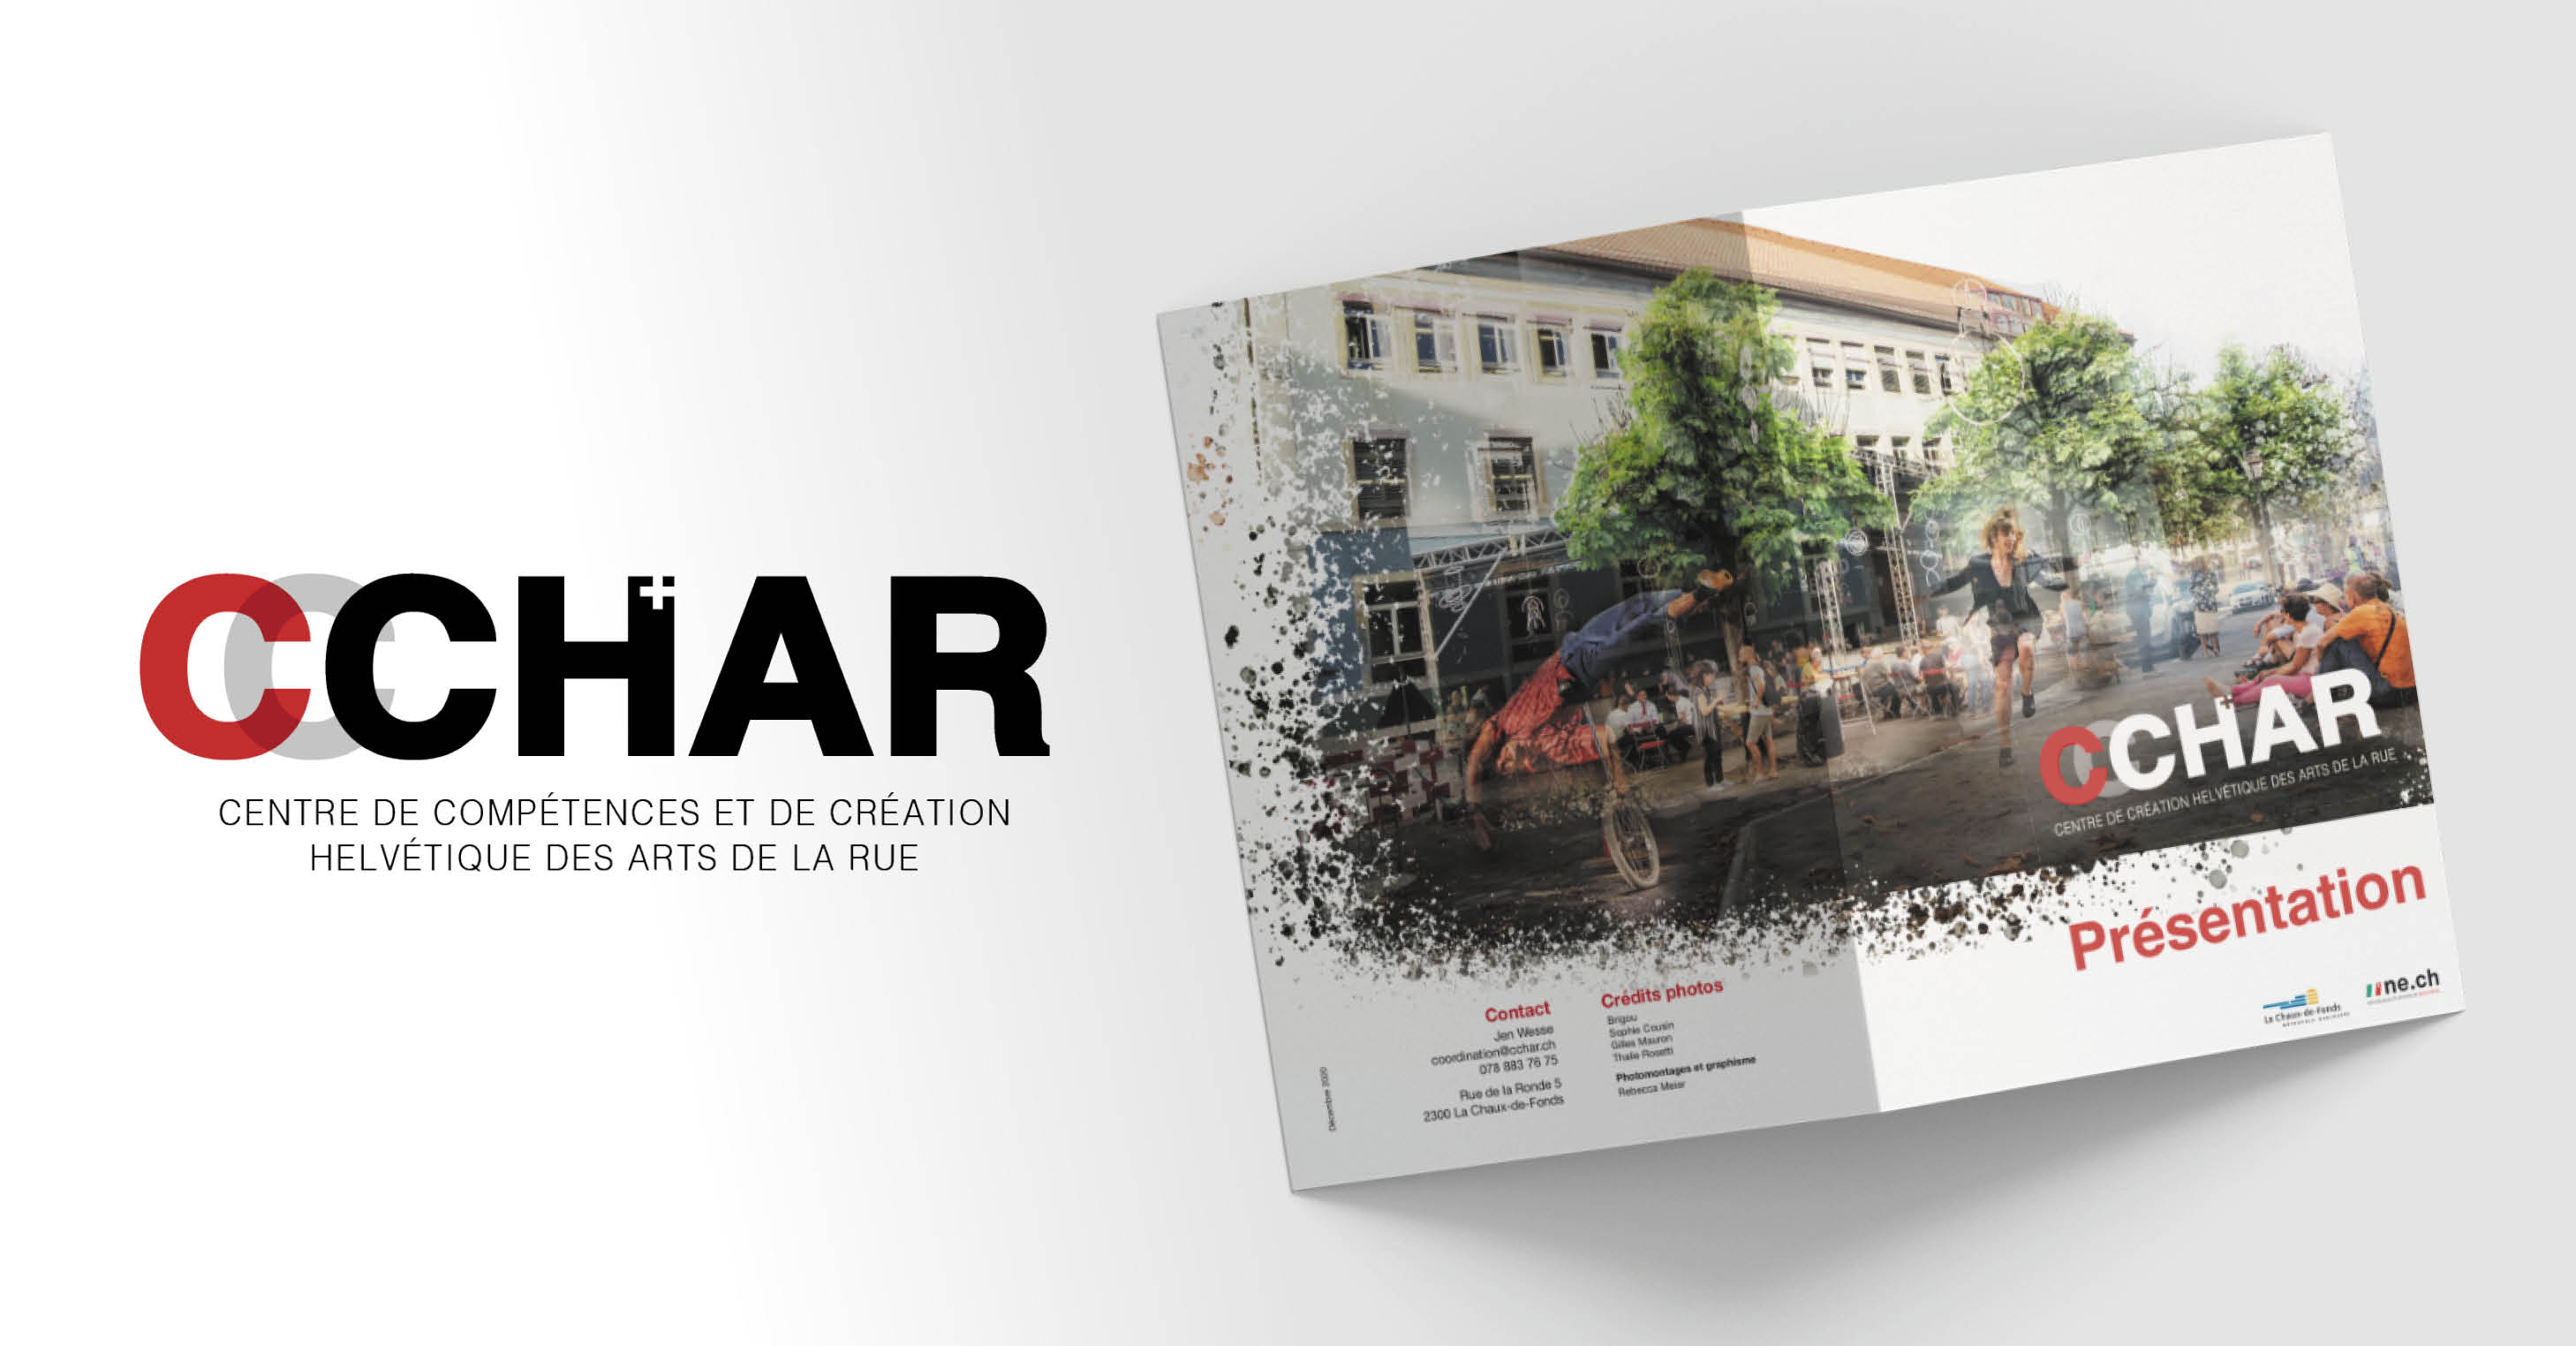 CCCHAR
CENTRE DE COMPÉTENCES ET DE CRÉATION
HELVÉTIQUE DES ARTS DE LA RUE
CCCHAR
CENTRE DE CRÉATION HELVÉTIQUE DES ARTS DE LA RUE
Présentation
La Chaux-de-Fonds
ne.ch
Contact
Jen Wesse
coordination@cchar.ch
078 883 76 75
Rue de la Ronde 5
2300 La Chaux-de-Fonds
Crédits photos
Brigou
Sophie Cousin
Gilles Mauron
Thalie Rosetti
Photomontages et graphisme
Rebecca Meier
Décembre 2020